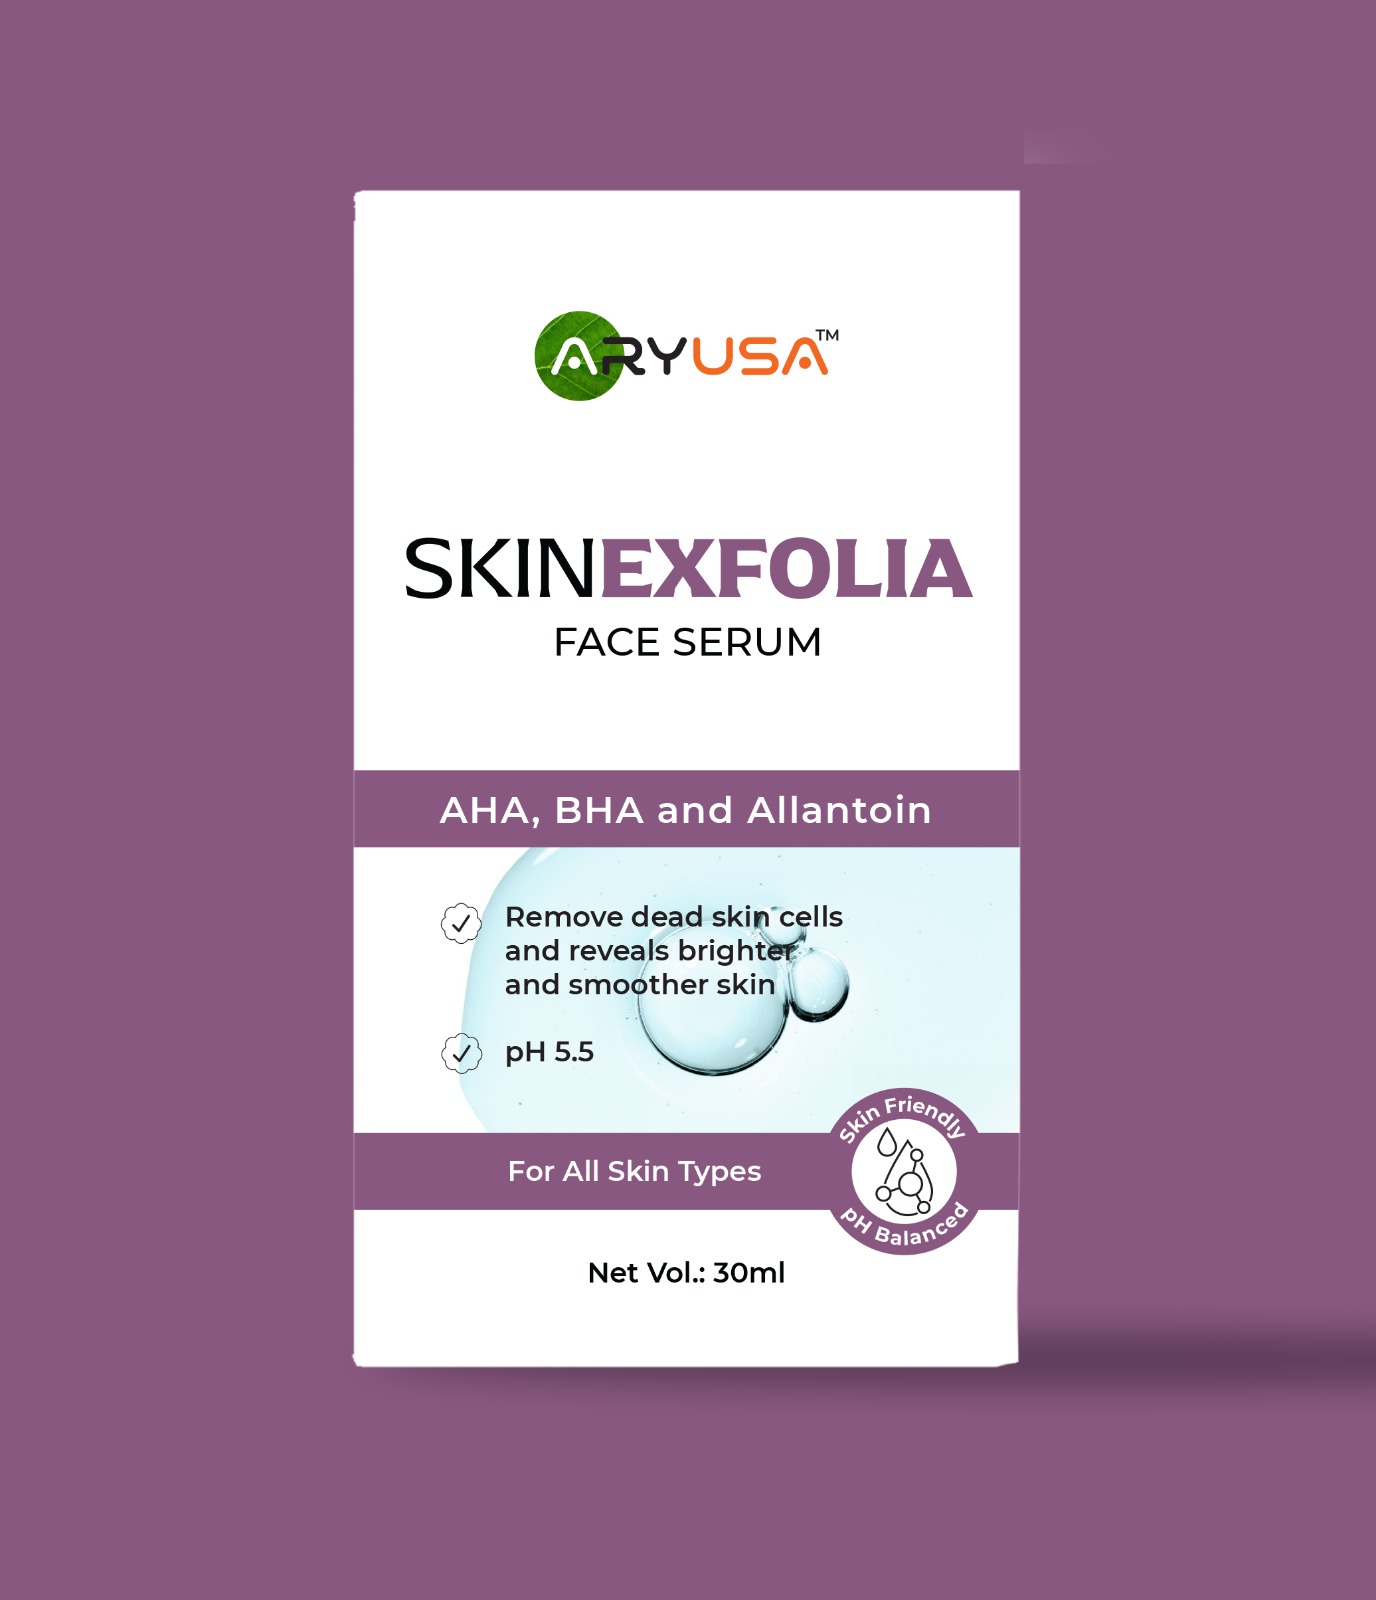 ARYUSA™
SKINEXFOLIA
FACE SERUM
AHA, BHA and Allantoin
Remove dead skin cells
and reveals brighter
and smoother skin
pH 5.5
Skin Friendly
For All Skin Types
pH Balanced
Net Vol.: 30ml